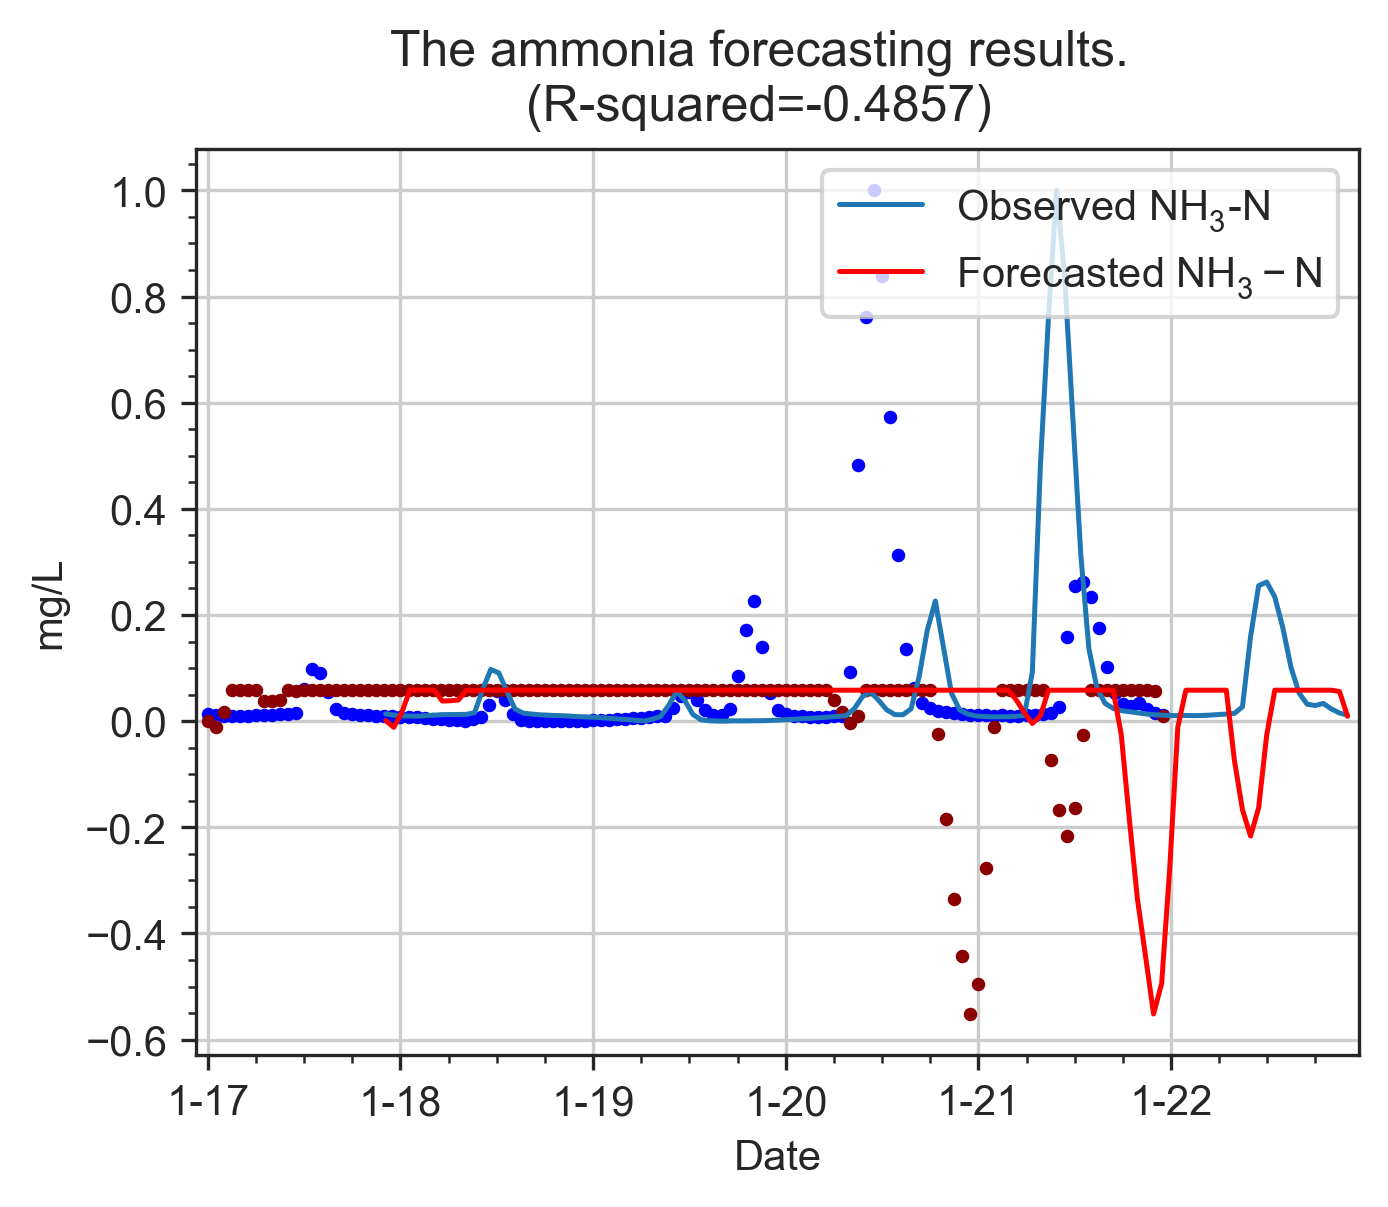 The ammonia forecasting results.
(R-squared=-0.4857)
1.0
0.8
0.6
0.4
0.2
0.0
−0.2
−0.4
−0.6
mg/L
Observed NH₃-N
Forecasted NH₃ − N
1-17 1-18 1-19 1-20 1-21 1-22
Date